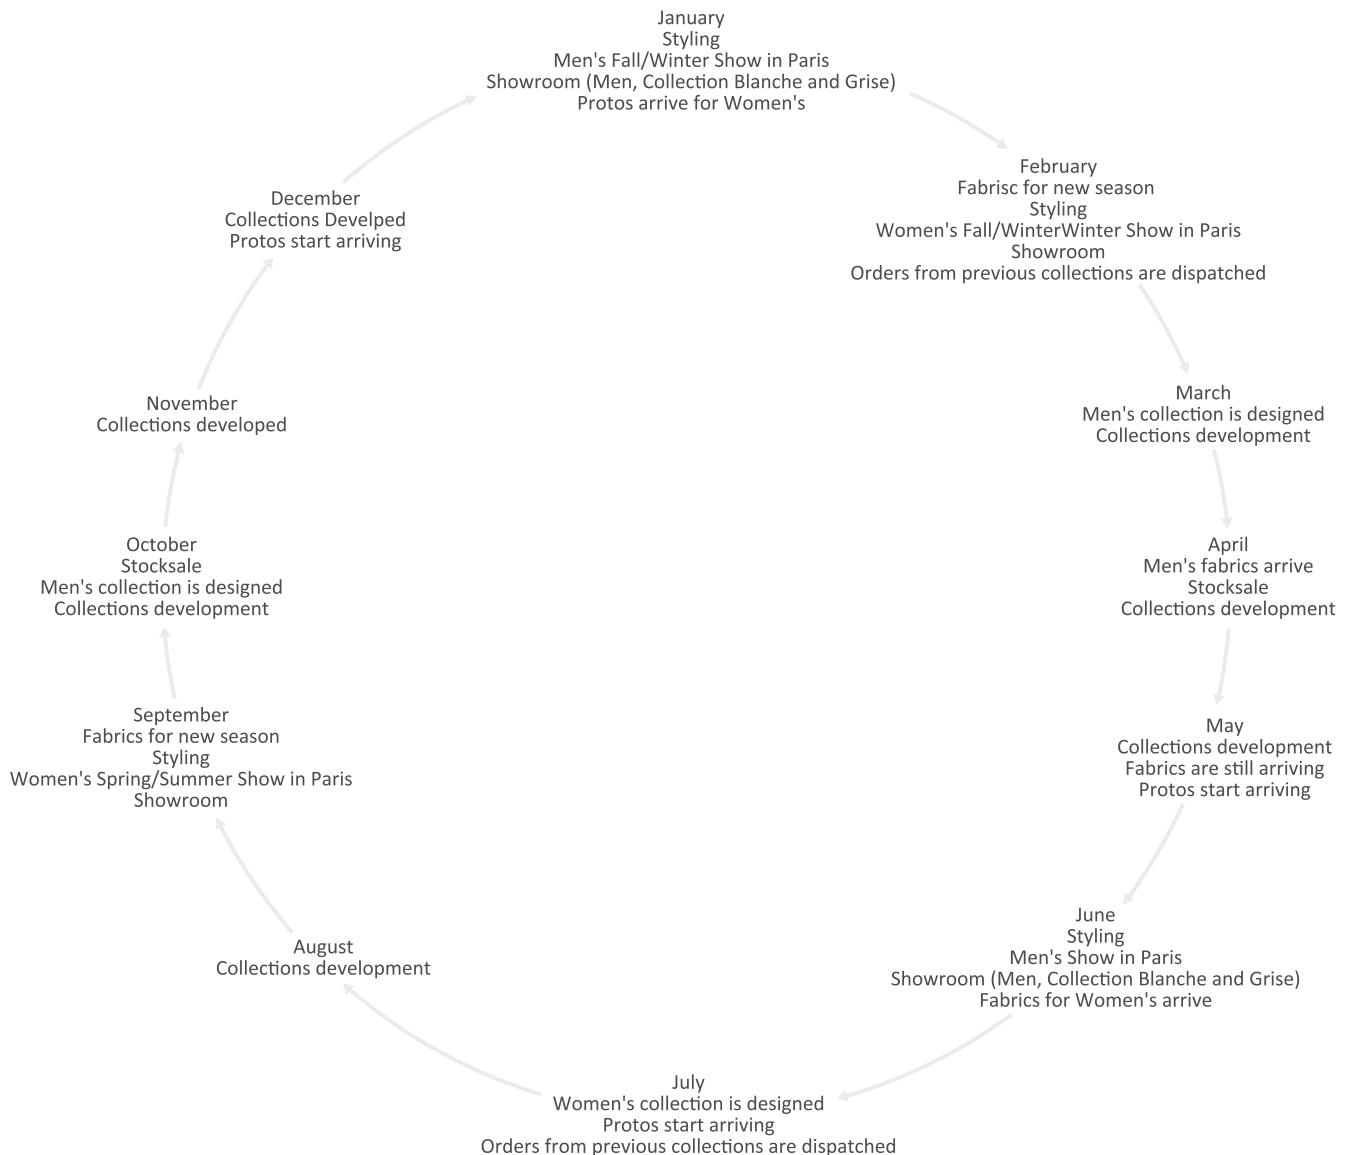 January
Styling
Men's Fall/Winter Show in Paris
Showroom (Men, Collection Blanche and Grise)
Protos arrive for Women's
February
Fabrisc for new season
Styling
Women's Fall/WinterWinter Show in Paris
Showroom
Orders from previous collections are dispatched
March
Men's collection is designed
Collections development
April
Men's fabrics arrive
Stocksale
Collections development
May
Collections development
Fabrics are still arriving
Protos start arriving
June
Styling
Men's Show in Paris
Showroom (Men, Collection Blanche and Grise)
Fabrics for Women's arrive
July
Women's collection is designed
Protos start arriving
Orders from previous collections are dispatched
August
Collections development
September
Fabrics for new season
Styling
Women's Spring/Summer Show in Paris
Showroom
October
Stocksale
Men's collection is designed
Collections development
November
Collections developed
December
Collections Develped
Protos start arriving